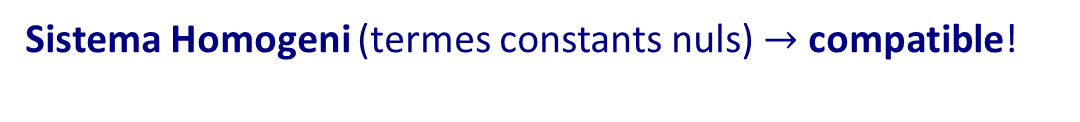 Sistema Homogeni (termes constants nuls) → compatible!